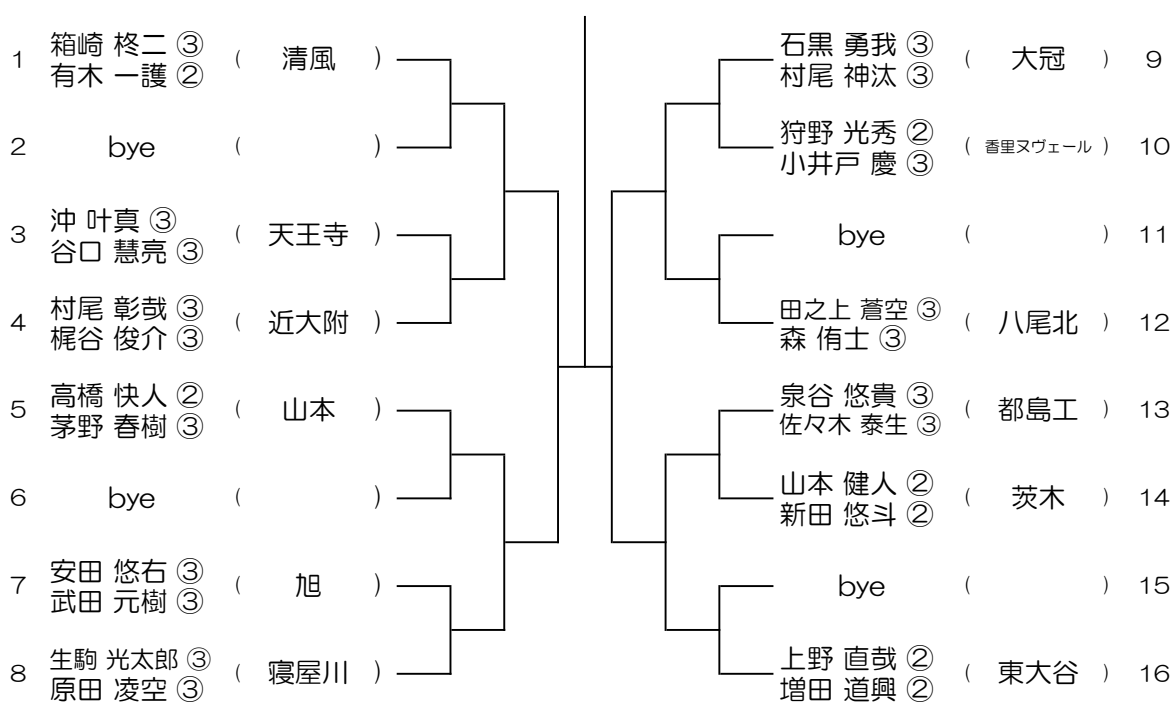 1 箱崎 柊二 ③ ( 清風 )
有木 一護 ②
2 bye ( )
3 沖 叶真 ③ ( 天王寺 )
谷口 慧亮 ③
4 村尾 彰哉 ③ ( 近大附 )
梶谷 俊介 ③
5 高橋 快人 ② ( 山本 )
茅野 春樹 ③
6 bye ( )
7 安田 悠右 ③ ( 旭 )
武田 元樹 ③
8 生駒 光太郎 ③ ( 寝屋川 )
原田 凌空 ③
石黒 勇我 ③ ( 大冠 ) 9
村尾 神汰 ③
狩野 光秀 ② ( 香里ヌヴェール ) 10
小井戸 慶 ③
bye ( ) 11
田之上 蒼空 ③ ( 八尾北 ) 12
森 侑士 ③
泉谷 悠貴 ③ ( 都島工 ) 13
佐々木 泰生 ③
山本 健人 ② ( 茨木 ) 14
新田 悠斗 ②
bye ( ) 15
上野 直哉 ② ( 東大谷 ) 16
増田 道興 ②